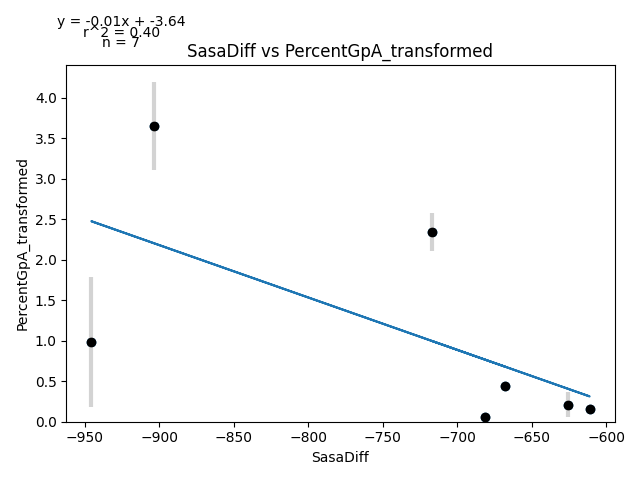 y = -0.01x + -3.64
r^2 = 0.40
n = 7
SasaDiff vs PercentGpA_transformed
PercentGpA_transformed
4.0
3.5
3.0
2.5
2.0
1.5
1.0
0.5
0.0
−950
−900
−850
−800
−750
−700
−650
−600
SasaDiff